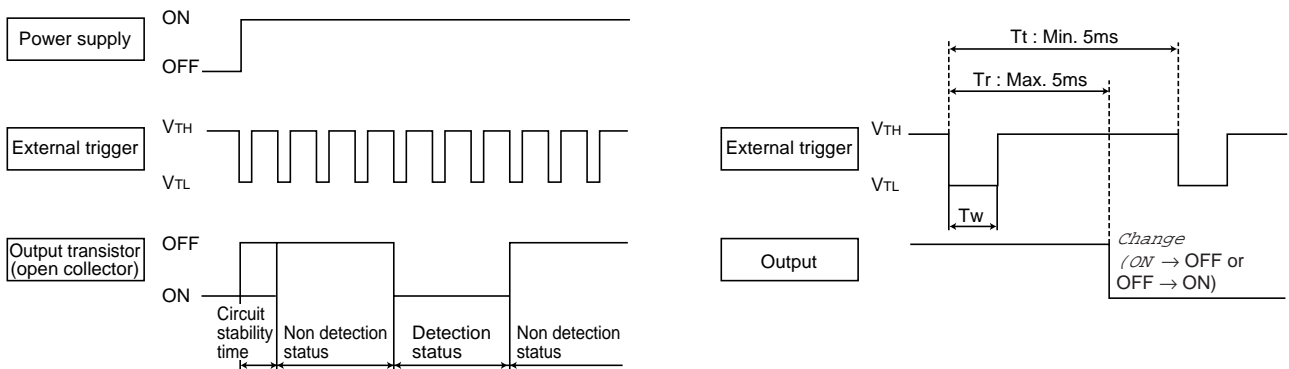 Power supply
ON
OFF
External trigger
VTH
VTL
Output transistor
(open collector)
OFF
ON
Circuit
stability
time
Non detection
status
Detection
status
Non detection
status
Tt : Min. 5ms
Tr : Max. 5ms
External trigger
VTH
VTL
Tw
Output
Change
(ON → OFF or
OFF → ON)